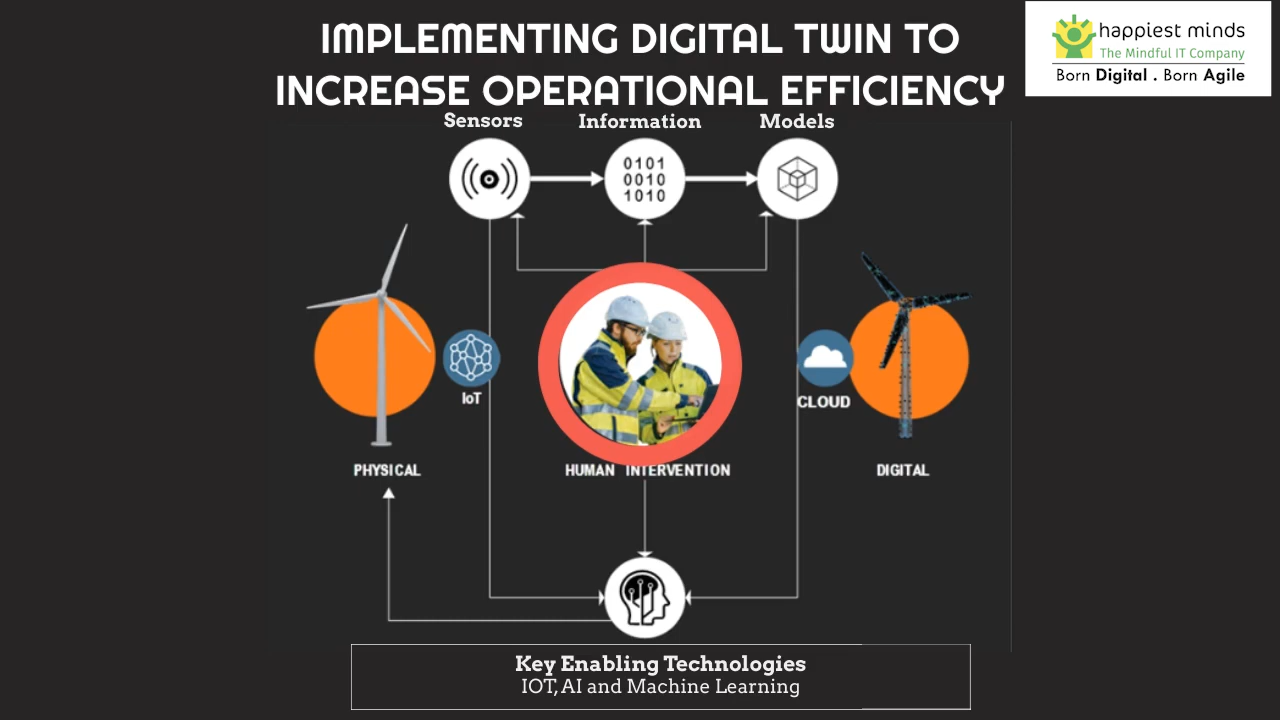 IMPLEMENTING DIGITAL TWIN TO
INCREASE OPERATIONAL EFFICIENCY
happiest minds
The Mindful IT Company
Born Digital . Born Agile
Sensors
Information
Models
0101
0010
1010
IoT
CLOUD
PHYSICAL
HUMAN INTERVENTION
DIGITAL
Key Enabling Technologies
IOT, AI and Machine Learning